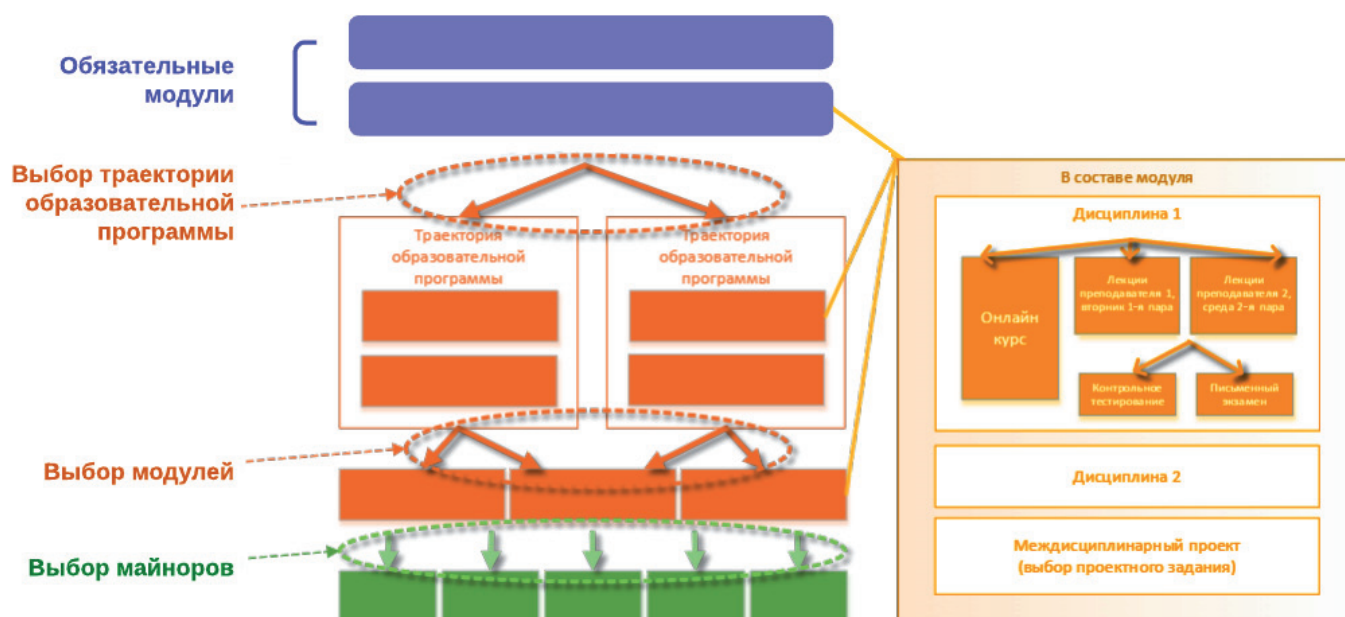 Обязательные
модули
Выбор траектории
образовательной
программы
Траектория
образовательной
программы
Траектория
образовательной
программы
Выбор модулей
Выбор майноров
В составе модуля
Дисциплина 1
Онлайн
курс
Лекции
преподавателя 1,
вторник 1-я пара
Лекции
преподавателя 2,
среда 2-я пара
Контрольное
тестирование
Письменный
экзамен
Дисциплина 2
Междисциплинарный проект
(выбор проектного задания)